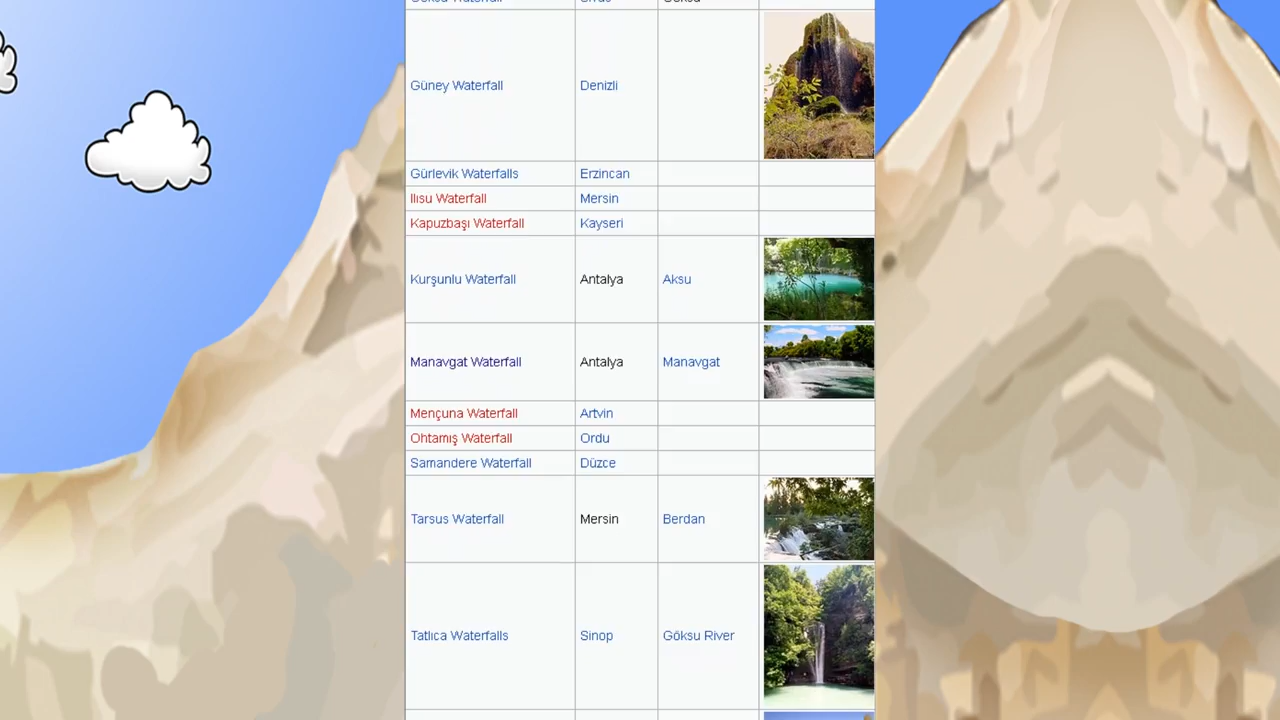 Güney Waterfall Denizli
Gürlevik Waterfalls Erzincan
Ilısu Waterfall Mersin
Kapuzbaşı Waterfall Kayseri
Kurşunlu Waterfall Antalya Aksu
Manavgat Waterfall Antalya Manavgat
Mençuna Waterfall Artvin
Ohtamış Waterfall Ordu
Samandere Waterfall Düzce
Tarsus Waterfall Mersin Berdan
Tatlıca Waterfalls Sinop Göksu River